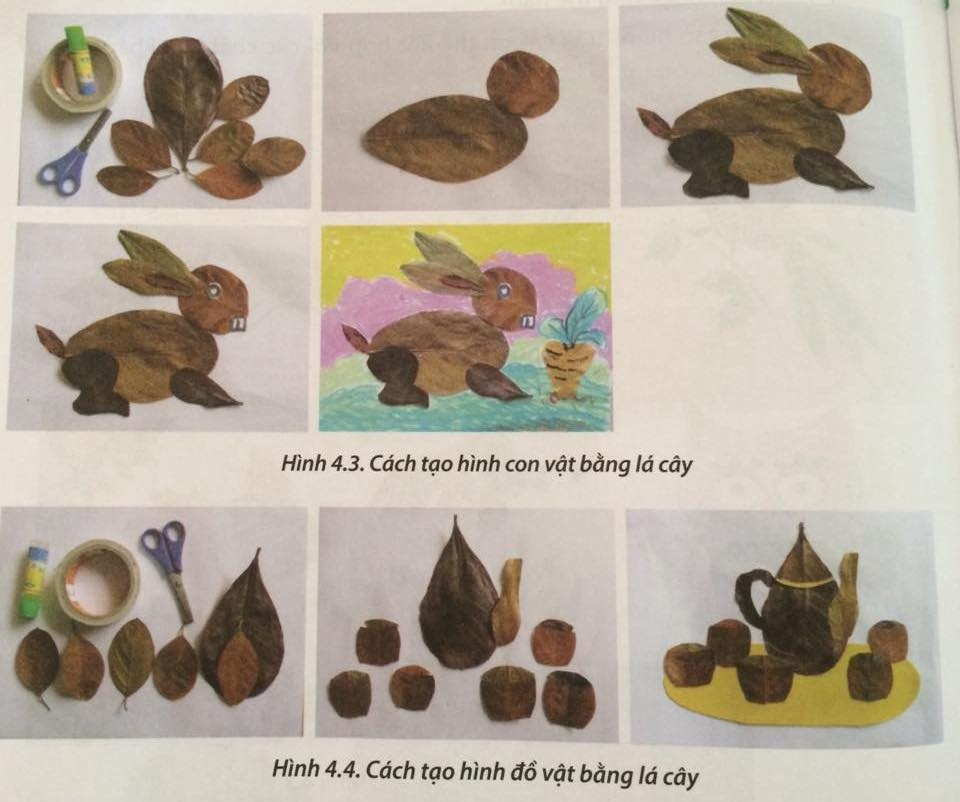 Hình 4.3. Cách tạo hình con vật bằng lá cây
Hình 4.4. Cách tạo hình đồ vật bằng lá cây